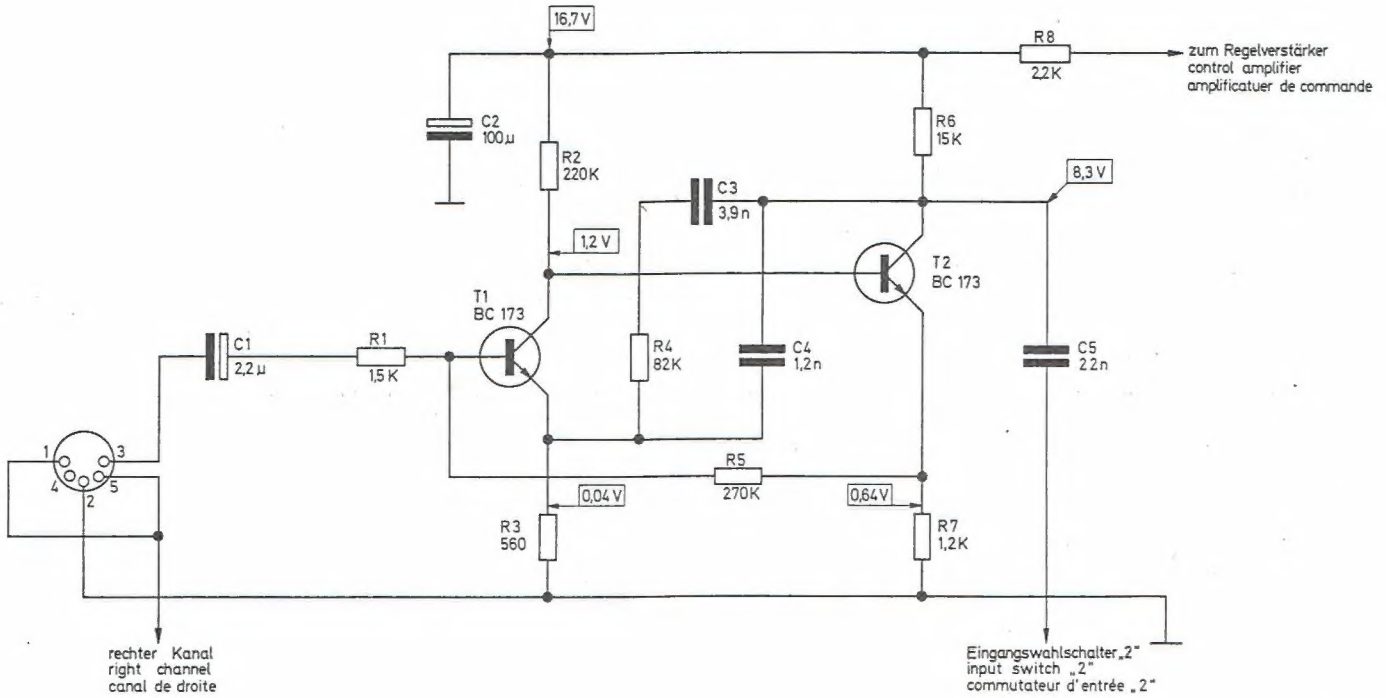 16,7 V
R8
2,2K
zum Regelverstärker
control amplifier
amplificatuer de commande
C2
100µ
R2
220K
R6
15K
C3
3,9n
8,3 V
1,2 V
T1
BC 173
T2
BC 173
C1
2,2µ
R1
1,5K
R4
82K
C4
1,2n
C5
22n
1
3
4
5
2
R5
270K
0,04V
0,64V
R3
560
R7
1,2K
rechter Kanal
right channel
canal de droite
Eingangswahlschalter „2"
input switch „2"
commutateur d'entrée „2"